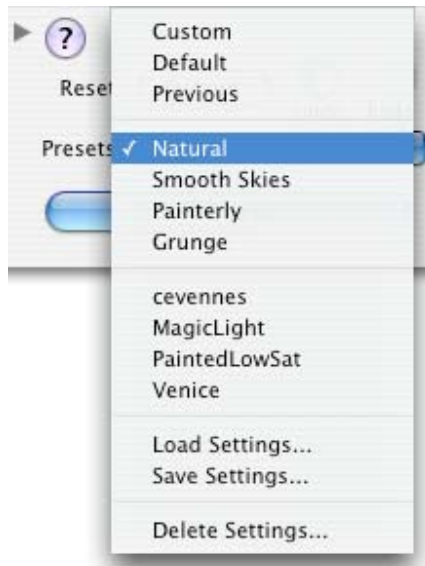 ?
Custom
Default
Reset
Previous
Presets ✓ Natural
Smooth Skies
Painterly
Grunge
cevennes
MagicLight
PaintedLowSat
Venice
Load Settings...
Save Settings...
Delete Settings...